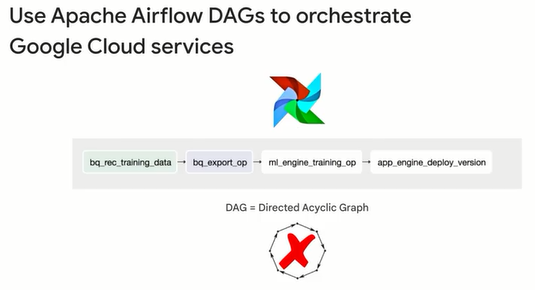 Use Apache Airflow DAGs to orchestrate
Google Cloud services
bq_rec_training_data
bq_export_op
ml_engine_training_op
app_engine_deploy_version
DAG = Directed Acyclic Graph